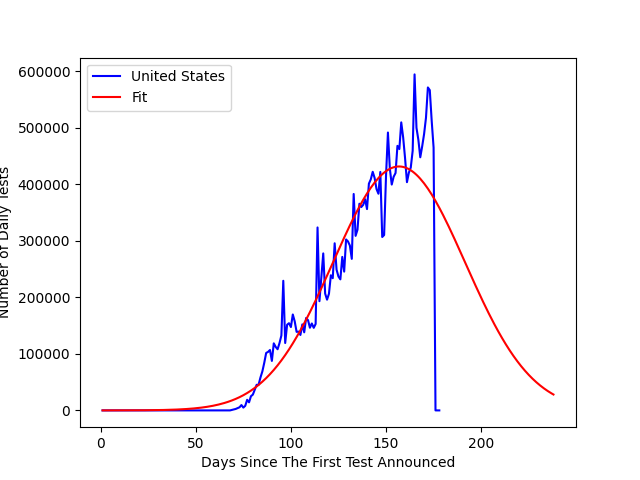 United States
Fit
600000
500000
400000
300000
200000
100000
0
Number of Daily Tests
0 50 100 150 200
Days Since The First Test Announced